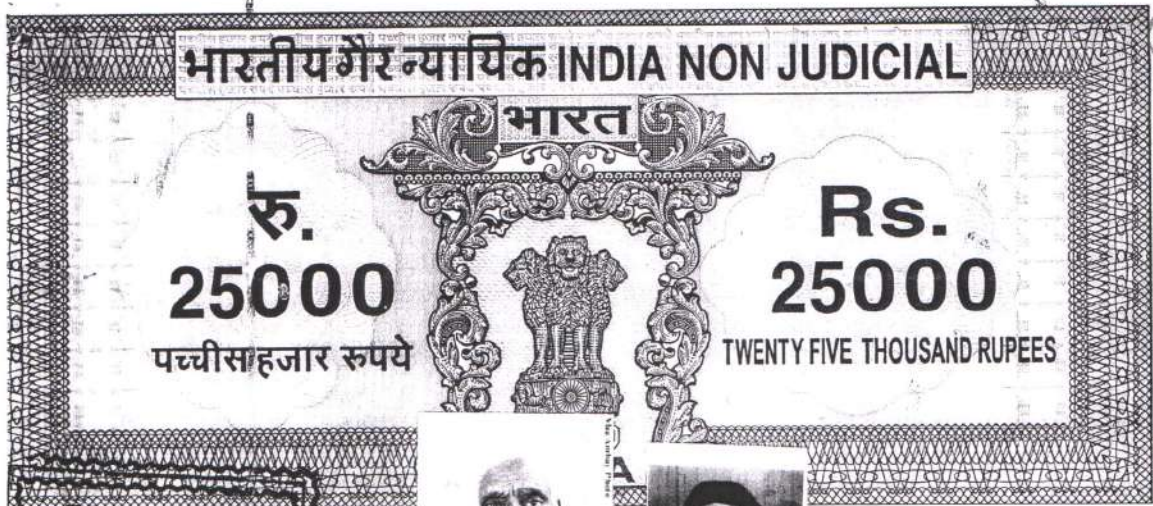 भारतीय गैर न्यायिक INDIA NON JUDICIAL
भारत
रु.
25000
पच्चीस हजार रुपये
Rs.
25000
TWENTY FIVE THOUSAND RUPEES